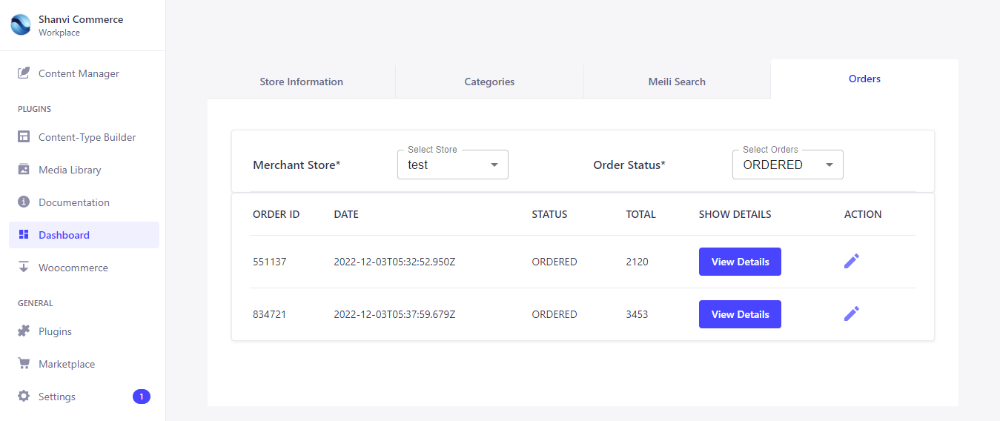 Shanvi Commerce
Workplace
Content Manager
PLUGINS
Content-Type Builder
Media Library
Documentation
Dashboard
Woocommerce
GENERAL
Plugins
Marketplace
Settings 1
Store Information Categories Meili Search Orders
Select Store Select Orders
Merchant Store* test Order Status* ORDERED
ORDER ID DATE STATUS TOTAL SHOW DETAILS ACTION
551137 2022-12-03T05:32:52.950Z ORDERED 2120 View Details
834721 2022-12-03T05:37:59.679Z ORDERED 3453 View Details